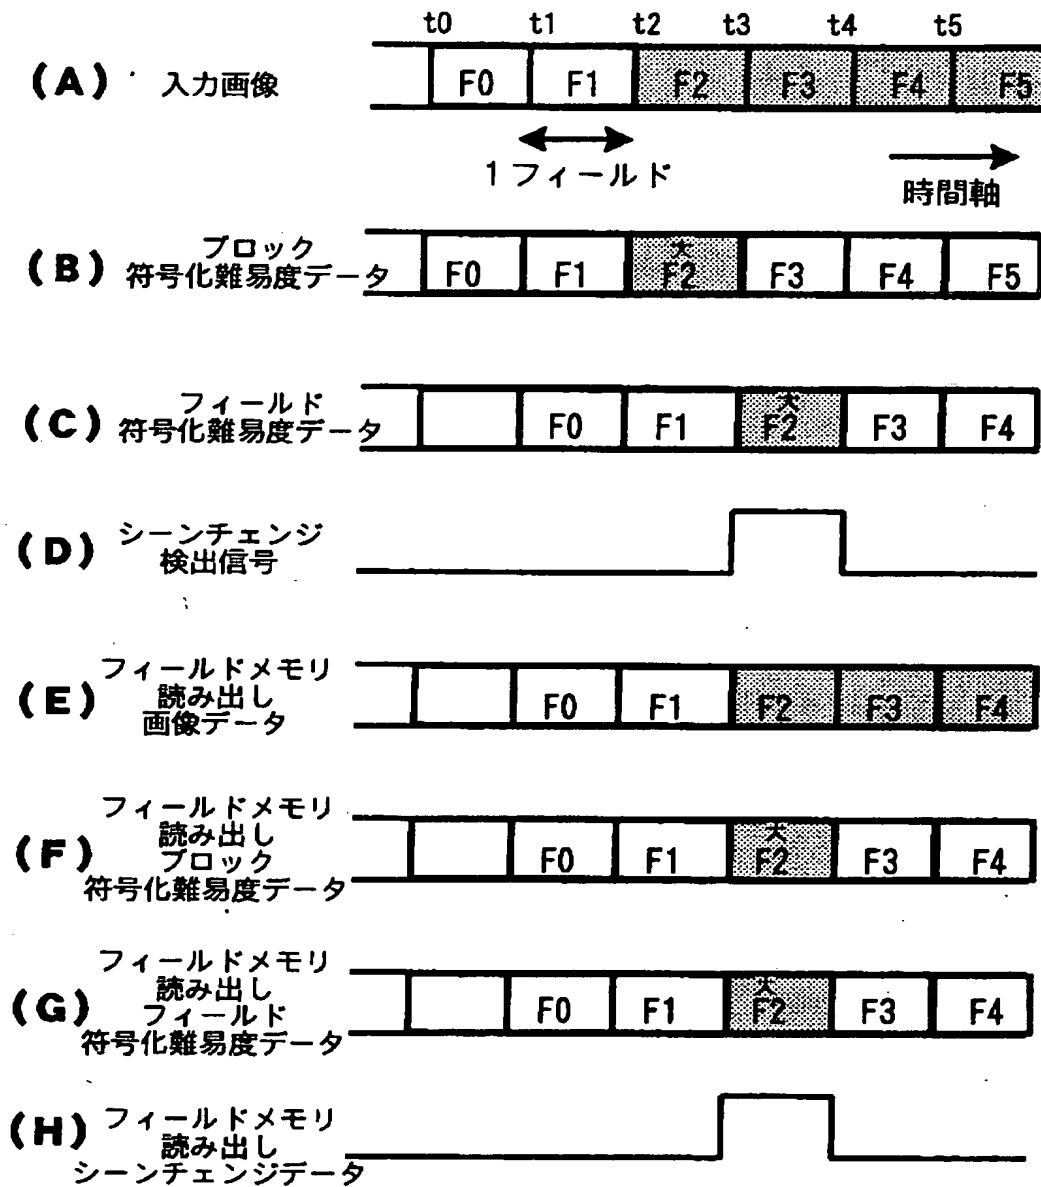 t0 t1 t2 t3 t4 t5
(A) 入力画像 F0 F1 F2 F3 F4 F5
1フィールド
時間軸
ブロック
(B) 符号化難易度データ F0 F1 大 F2 F3 F4 F5
フィールド
(C) 符号化難易度データ F0 F1 大 F2 F3 F4
シーンチェンジ
(D) 検出信号
フィールドメモリ
(E) 読み出し F0 F1 F2 F3 F4
画像データ
フィールドメモリ
読み出し
(F) ブロック F0 F1 大 F2 F3 F4
符号化難易度データ
フィールドメモリ
読み出し
(G) フィールド F0 F1 大 F2 F3 F4
符号化難易度データ
(H) フィールドメモリ
読み出し
シーンチェンジデータ